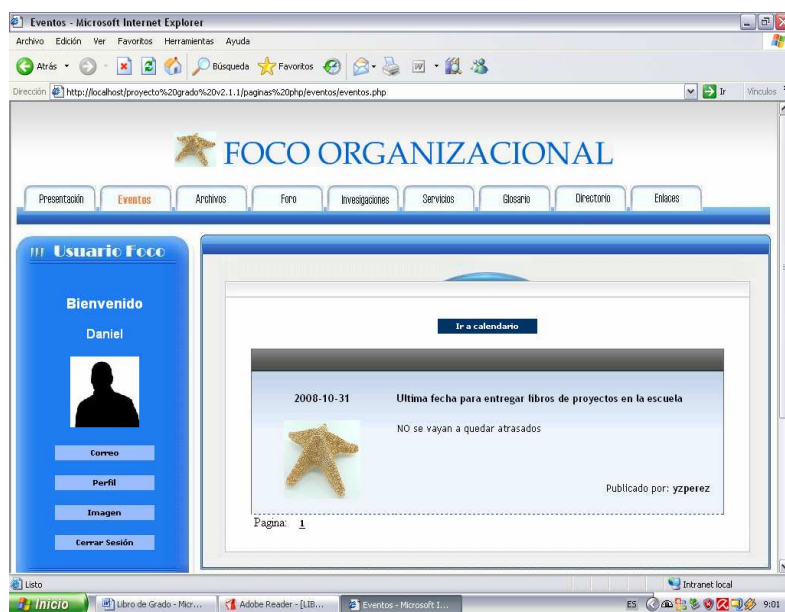 Eventos - Microsoft Internet Explorer
Archivo Edición Ver Favoritos Herramientas Ayuda
Atrás Búsqueda Favoritos
Dirección http://localhost/proyecto%20grado%20v2.1.1/paginas%20php/eventos/eventos.php Ir Vínculos
FOCO ORGANIZACIONAL
Presentación Eventos Archivos Foro Investigaciones Servicios Glosario Directorio Enlaces
Usuario Foco
Bienvenido
Daniel
Correo
Perfil
Imagen
Cerrar Sesión
Ir a calendario
2008-10-31 Ultima fecha para entregar libros de proyectos en la escuela
NO se vayan a quedar atrasados
Publicado por: yzperez
Pagina: 1
Listo Intranet local
Inicio Libro de Grado - Micr... Adobe Reader - [LIB... Eventos - Microsoft I... ES 9:01